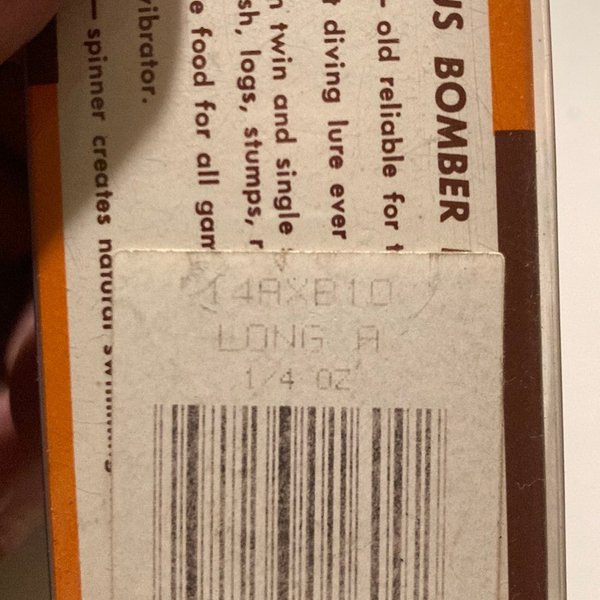 US BOMBER
– old reliable for
t diving lure ever
n twin and single
sh, logs, stumps, r
e food for all gam
vibrator.
— spinner creates natural swimming
14AXB10
LONG A
1/4 OZ